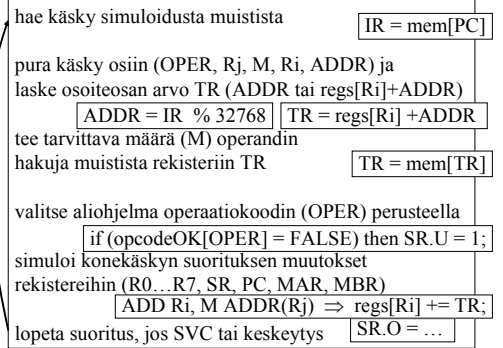 hae käsky simuloidusta muistista
IR = mem[PC]
pura käsky osiin (OPER, Rj, M, Ri, ADDR) ja
laske osoiteosan arvo TR (ADDR tai regs[Ri]+ADDR)
ADDR = IR % 32768 TR = regs[Ri] +ADDR
tee tarvittava määrä (M) operandin
hakuja muistista rekisteriin TR TR = mem[TR]
valitse aliohjelma operaatiokoodin (OPER) perusteella
if (opcodeOK[OPER] = FALSE) then SR.U = 1;
simuloi konekäskyn suorituksen muutokset
rekistereihin (R0…R7, SR, PC, MAR, MBR)
ADD Ri, M ADDR(Rj) ⇒ regs[Ri] += TR;
lopeta suoritus, jos SVC tai keskeytys SR.O = …